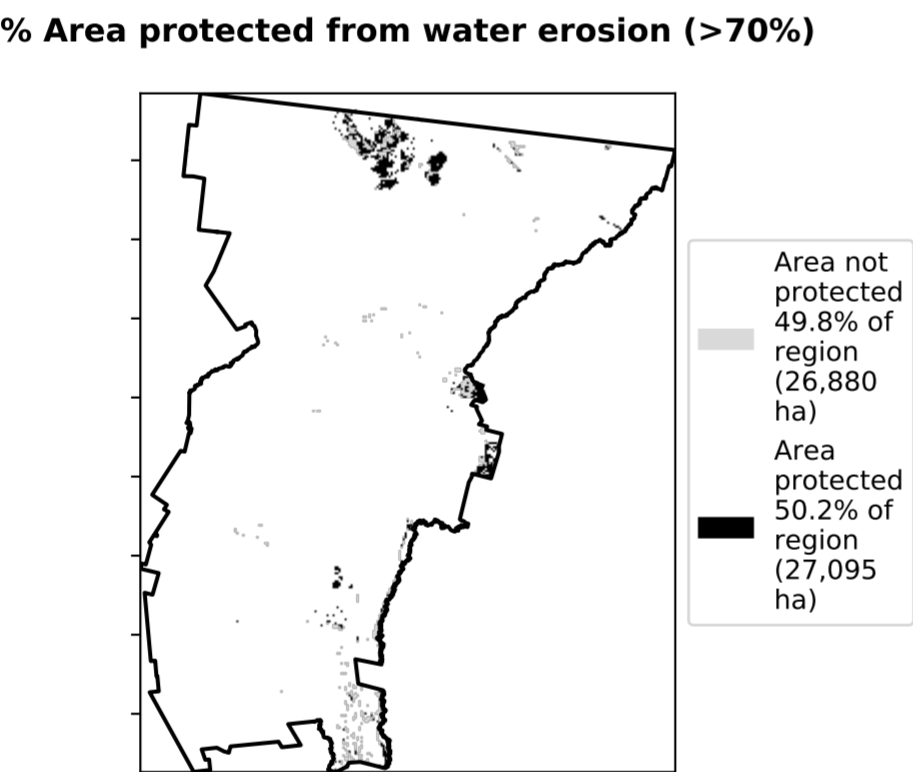 % Area protected from water erosion (>70%)
Area not
protected
49.8% of
region
(26,880
ha)
Area
protected
50.2% of
region
(27,095
ha)